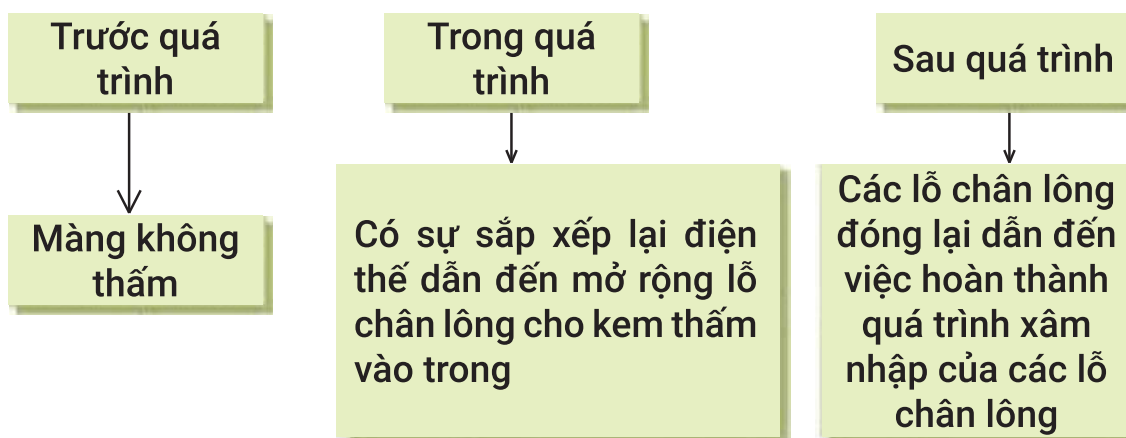 Trước quá
trình
Màng không
thấm
Trong quá
trình
Có sự sắp xếp lại điện
thế dẫn đến mở rộng lỗ
chân lông cho kem thấm
vào trong
Sau quá trình
Các lỗ chân lông
đóng lại dẫn đến
việc hoàn thành
quá trình xâm
nhập của các lỗ
chân lông